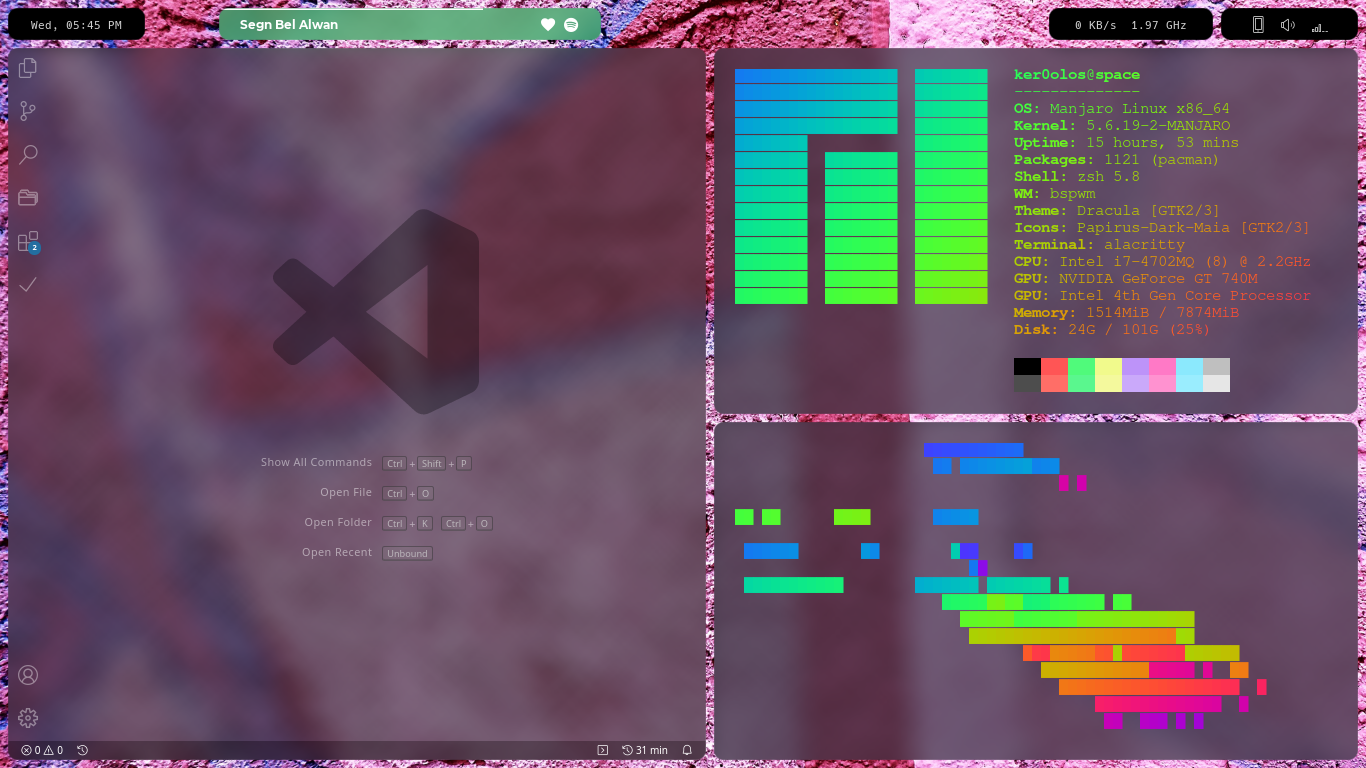 Wed, 05:45 PM
Segn Bel Alwan
0 KB/s 1.97 GHz
2
Show All Commands Ctrl + Shift + P
Open File Ctrl + O
Open Folder Ctrl + K Ctrl + O
Open Recent Unbound
0 0
31 min
ker0olos@space
--------------
OS: Manjaro Linux x86_64
Kernel: 5.6.19-2-MANJARO
Uptime: 15 hours, 53 mins
Packages: 1121 (pacman)
Shell: zsh 5.8
WM: bspwm
Theme: Dracula [GTK2/3]
Icons: Papirus-Dark-Maia [GTK2/3]
Terminal: alacritty
CPU: Intel i7-4702MQ (8) @ 2.2GHz
GPU: NVIDIA GeForce GT 740M
GPU: Intel 4th Gen Core Processor
Memory: 1514MiB / 7874MiB
Disk: 24G / 101G (25%)